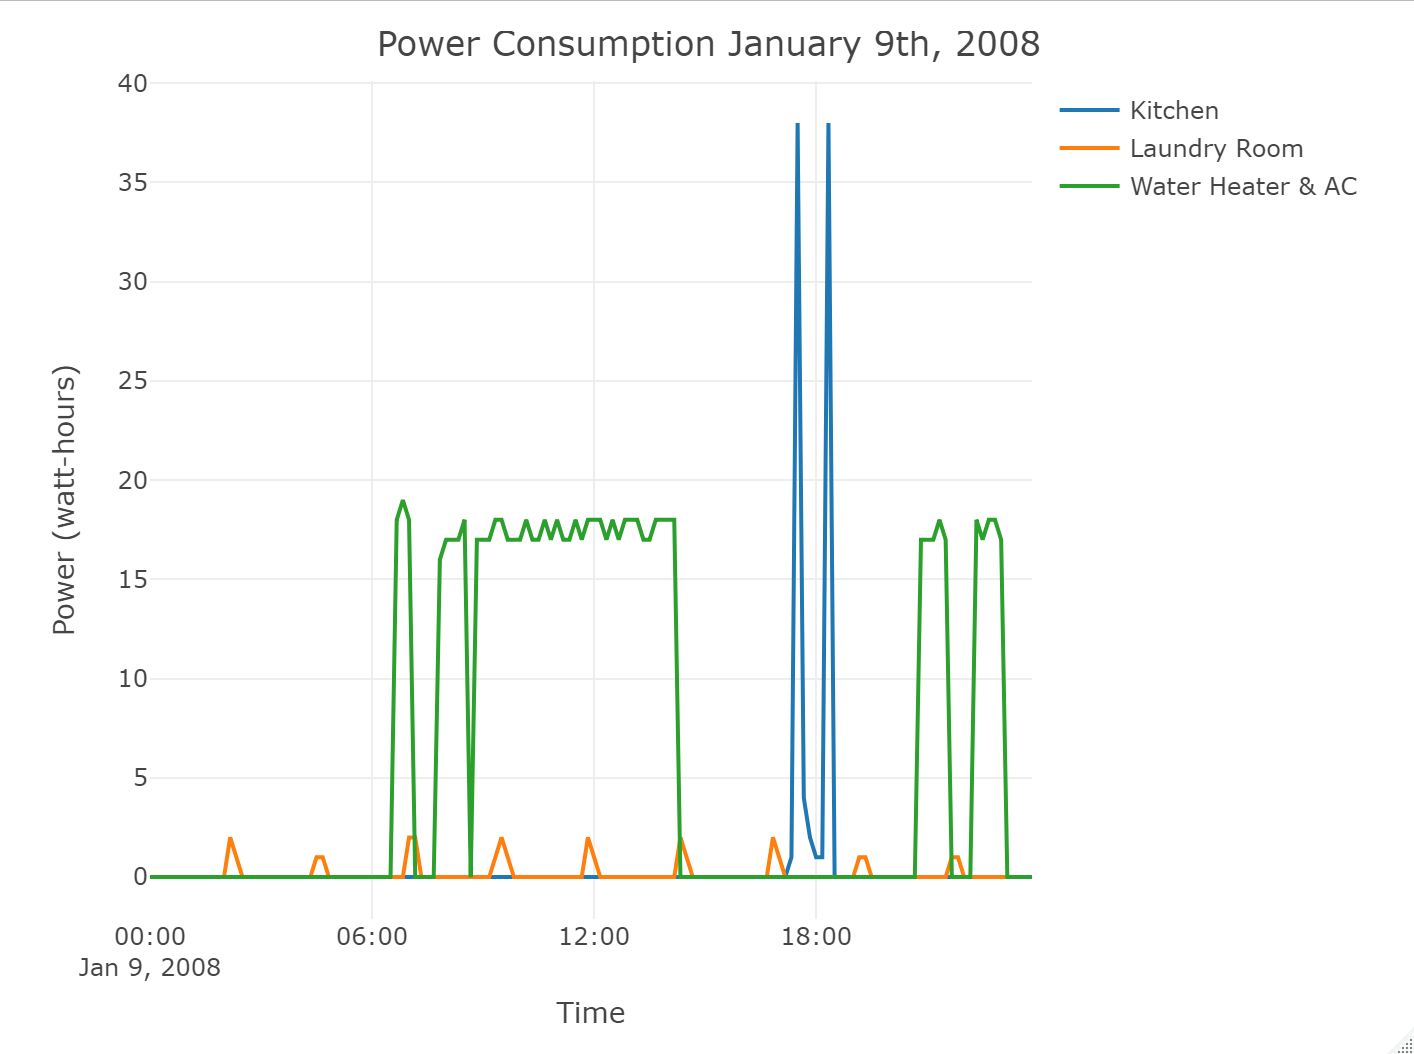 Power Consumption January 9th, 2008
Kitchen
Laundry Room
Water Heater & AC
Power (watt-hours)
40
35
30
25
20
15
10
5
0
00:00 06:00 12:00 18:00
Jan 9, 2008
Time